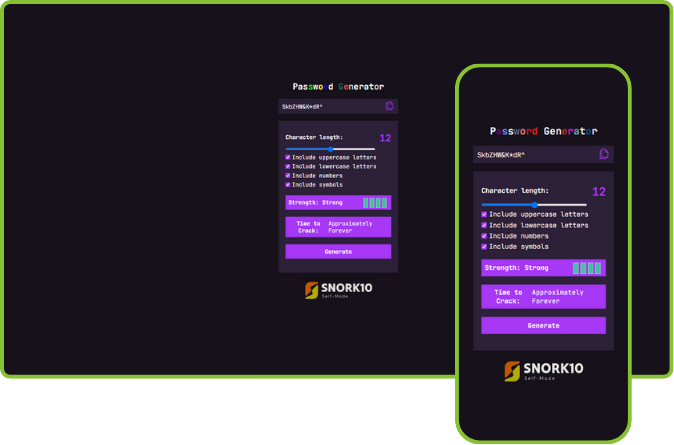 Password Generator
SkbZHW&K*dR^
Character length:
12
Include uppercase letters
Include lowercase letters
Include numbers
Include symbols
Strength: Strong
Time to Crack:
Approximately Forever
Generate
SNORK10
Self-Made
Password Generator
SkbZHW&K*dR^
Character length:
12
Include uppercase letters
Include lowercase letters
Include numbers
Include symbols
Strength: Strong
Time to Crack:
Approximately Forever
Generate
SNORK10
Self-Made